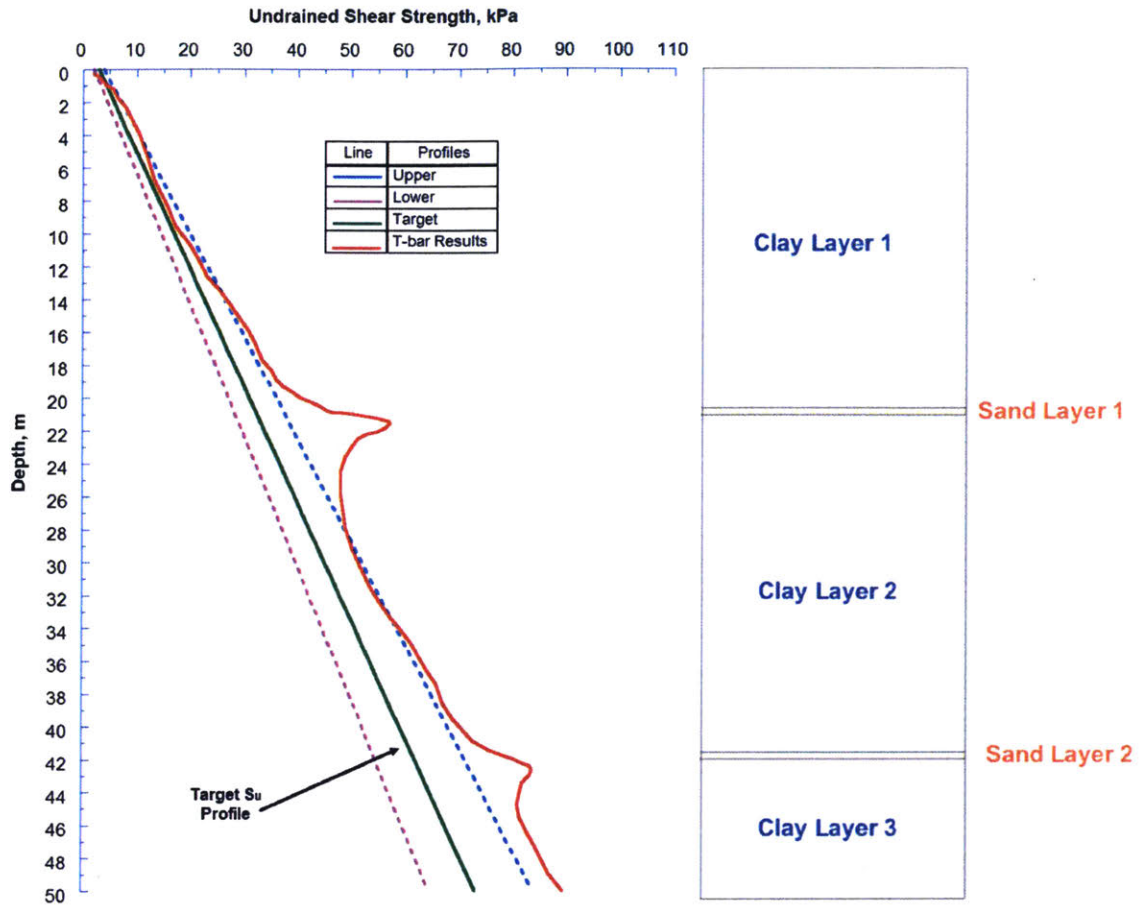 Undrained Shear Strength, kPa
0 10 20 30 40 50 60 70 80 90 100 110
0
2
4
6
8
10
12
14
16
18
20
22
24
26
28
30
32
34
36
38
40
42
44
46
48
50
Depth, m
Line Profiles
Upper
Lower
Target
T-bar Results
Target Su
Profile
Clay Layer 1
Sand Layer 1
Clay Layer 2
Sand Layer 2
Clay Layer 3